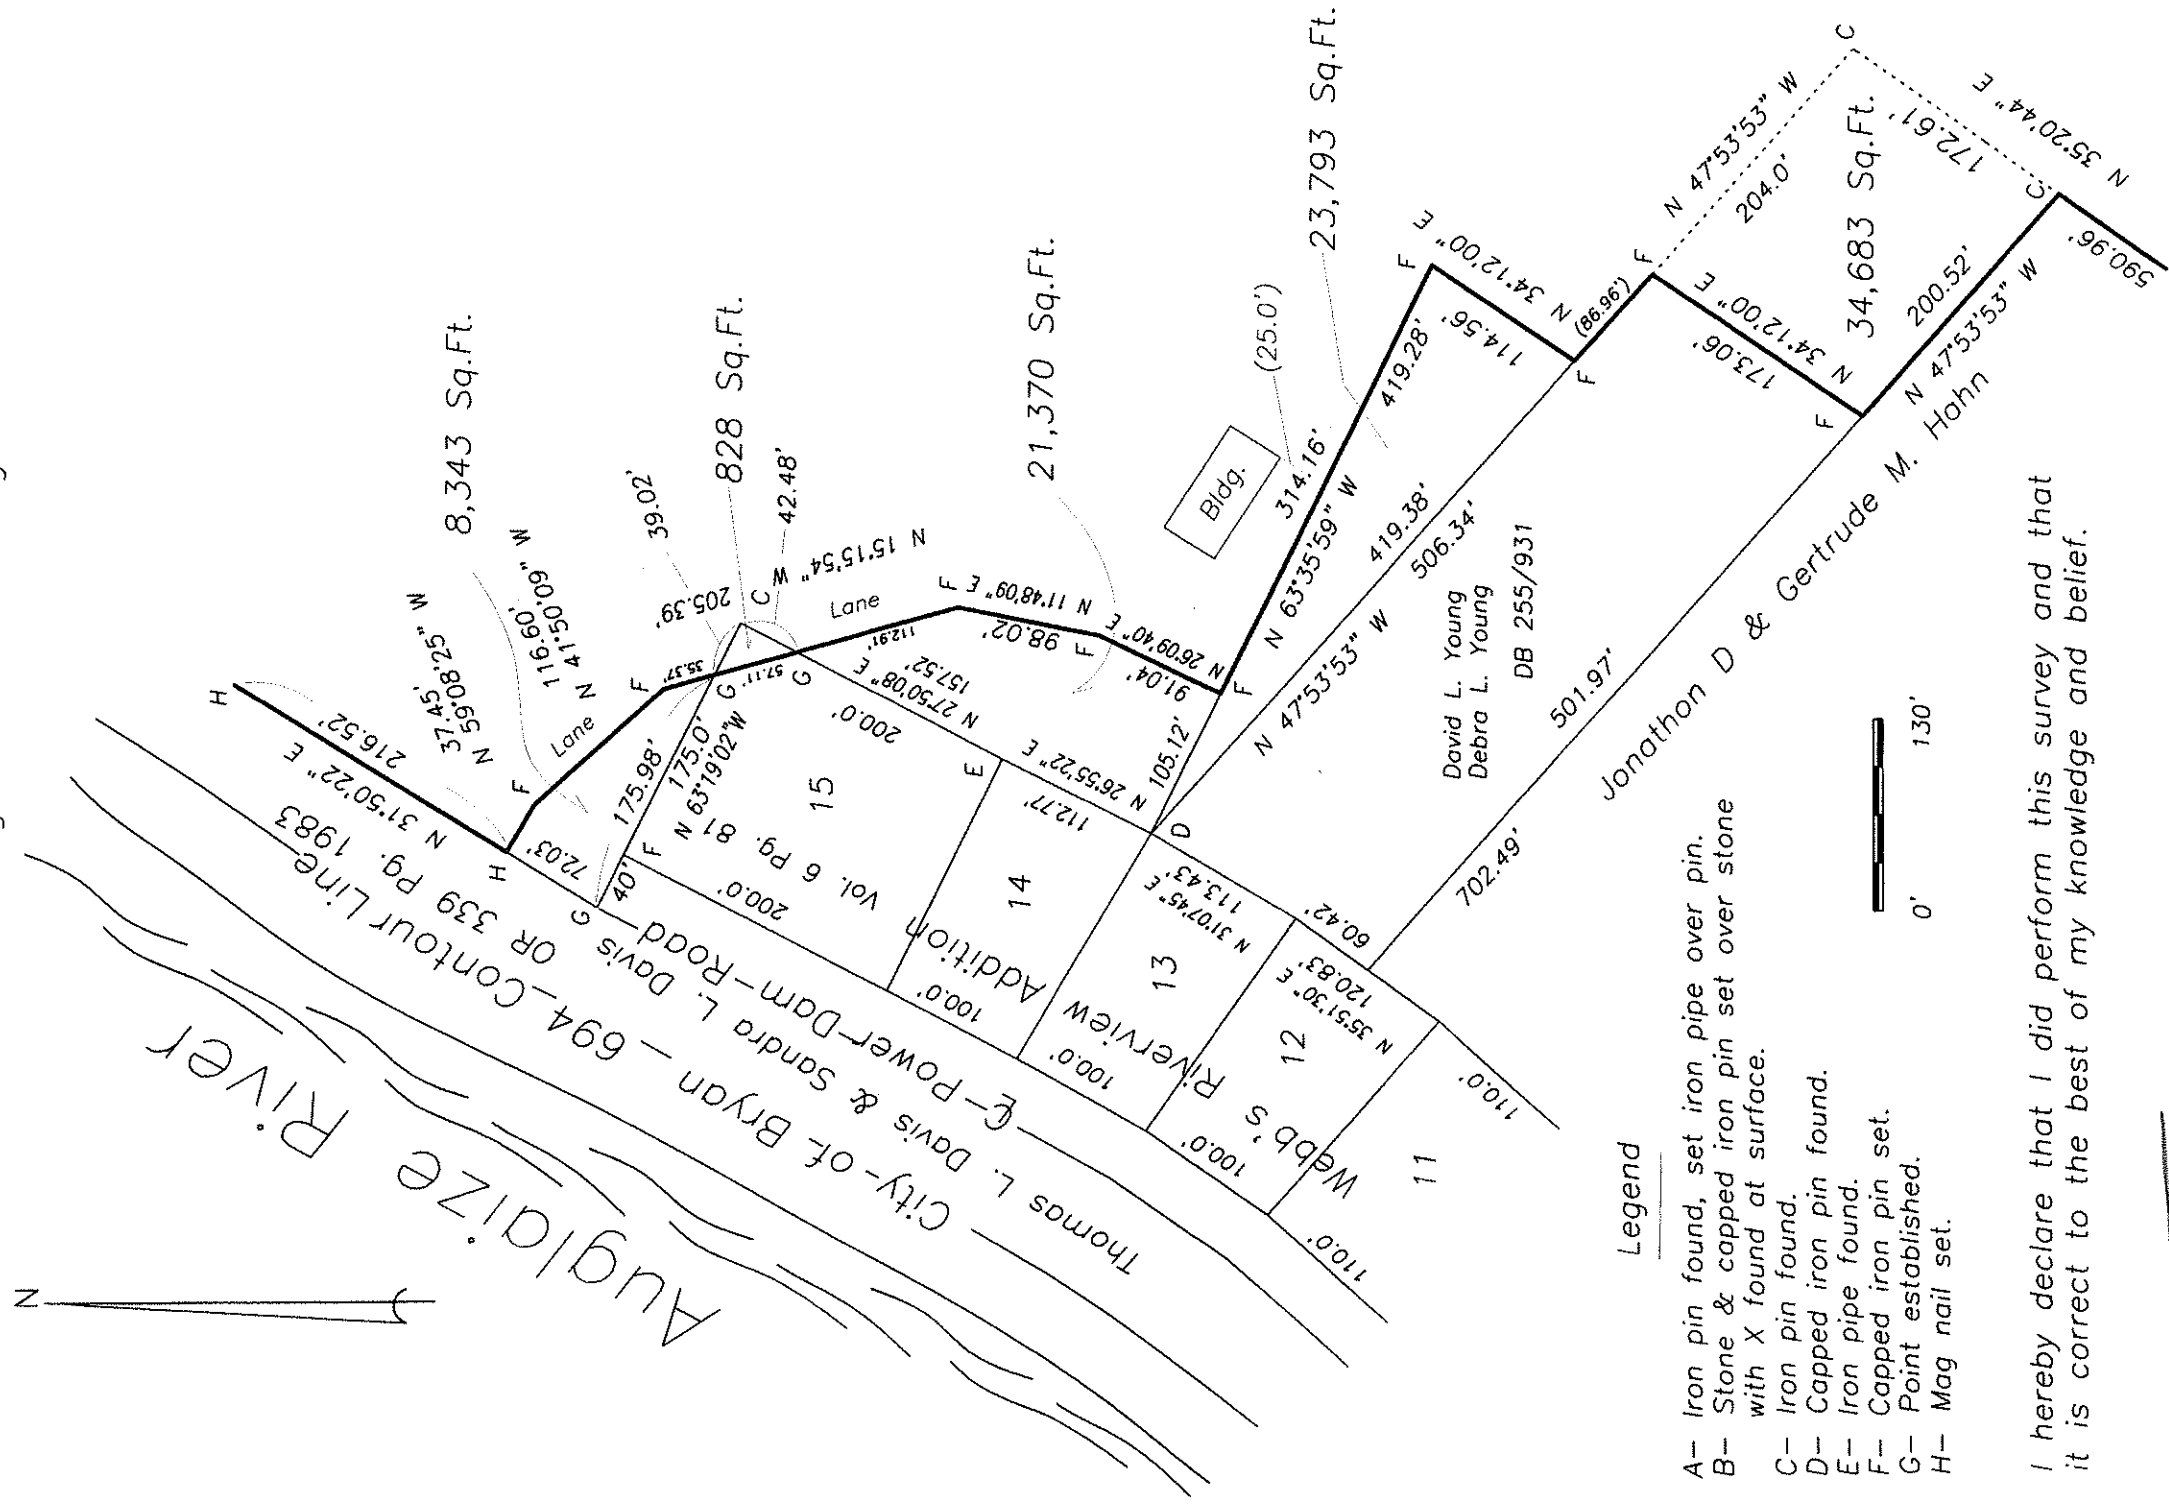 N
Auglaize River
City of Bryan – 694 Contour Line
OR 339 Pg. 1983
Thomas L. Davis & Sandra L. Davis
℄–Power–Dam–Road
H
N 31°50'22" E
216.52'
H
72.03'
G
37.45'
N 59°08'25" W
116.60'
N 41°50'09" W
8,343 Sq.Ft.
F
Lane
F
35.37'
G
57.11'
G
39.02'
205.39'
828 Sq.Ft.
C
42.48'
N 15°15'54" W
Lane
112.91'
F
N 11°48'09" E
98.02'
F
N 26°09'40" E
91.04'
F
21,370 Sq.Ft.
175.98'
175.0'
N 63°19'02"W
40'
F
200.0'
200.0'
15
Vol. 6 Pg. 81
N 27°50'08" E
157.52'
E
N 26°55'22" E
112.77'
14
100.0'
105.12'
D
Webb's Riverview Addition
13
N 31°07'45" E
113.43'
100.0'
60.42'
12
N 35°51'30" E
120.83'
100.0'
11
110.0'
110.0'
Bldg.
(25.0')
314.16'
N 63°35'59" W
419.28'
23,793 Sq.Ft.
F
N 34°12'00" E
114.56'
F
(86.96')
F
N 47°53'53" W
419.38'
506.34'
David L. Young
Debra L. Young
DB 255/931
N 34°12'00" E
173.06'
F
N 47°53'53" W
204.0'
C
172.61'
N 35°20'44" E
34,683 Sq.Ft.
200.52'
N 47°53'53" W
C
590.96'
501.97'
702.49'
Jonathon D & Gertrude M. Hahn
0' 130'
Legend
A– Iron pin found, set iron pipe over pin.
B– Stone & capped iron pin set over stone
with X found at surface.
C– Iron pin found.
D– Capped iron pin found.
E– Iron pipe found.
F– Capped iron pin set.
G– Point established.
H– Mag nail set.
I hereby declare that I did perform this survey and that
it is correct to the best of my knowledge and belief.